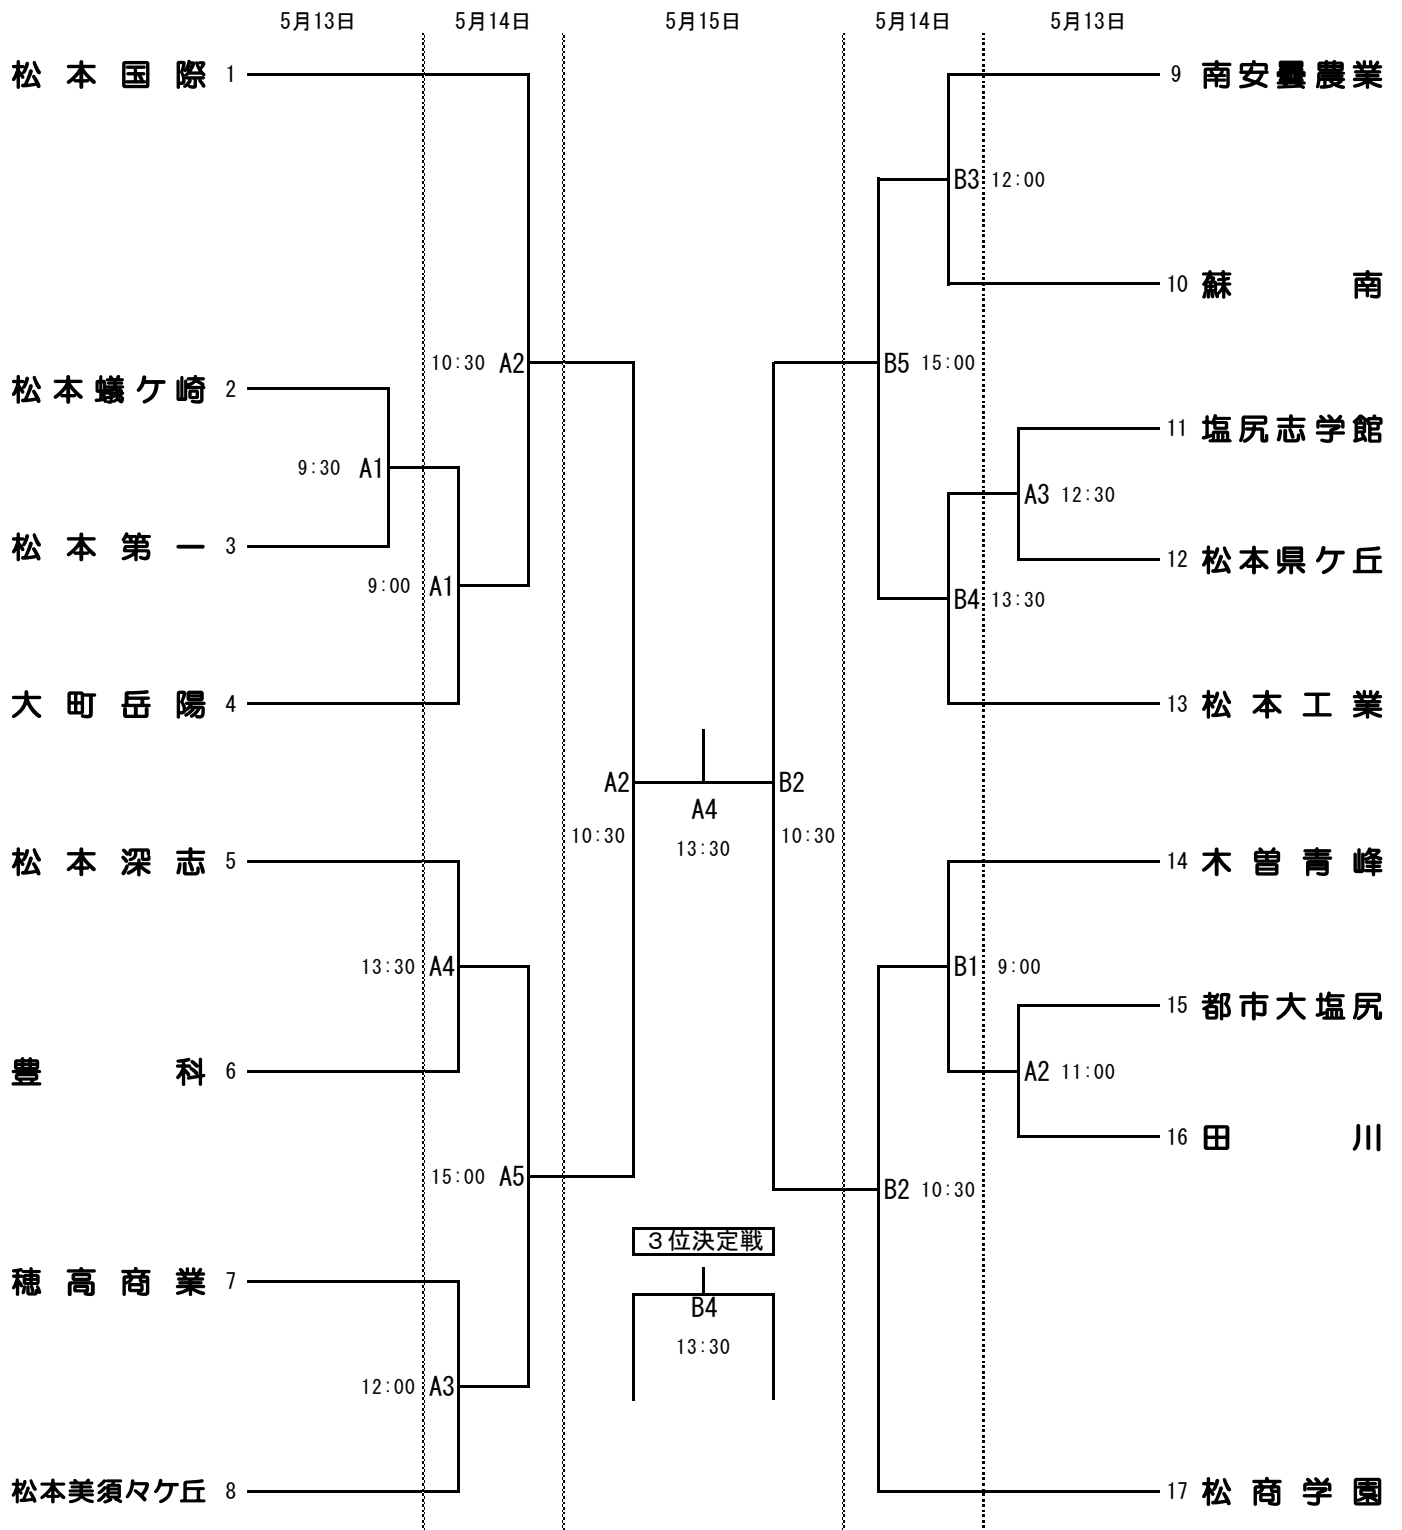 5月13日 5月14日 5月15日 5月14日 5月13日
松本国際 1
9 南安曇農業
B3 12:00
10 蘇南
10:30 A2
B5 15:00
松本蟻ケ崎 2
11 塩尻志学館
9:30 A1
A3 12:30
松本第一 3
12 松本県ケ丘
9:00 A1
B4 13:30
大町岳陽 4
13 松本工業
A2 B2
A4
10:30 10:30
13:30
松本深志 5
14 木曽青峰
13:30 A4
B1 9:00
15 都市大塩尻
豊科 6
A2 11:00
16 田川
15:00 A5
B2 10:30
3位決定戦
穂高商業 7
B4
13:30
12:00 A3
松本美須々ケ丘 8
17 松商学園